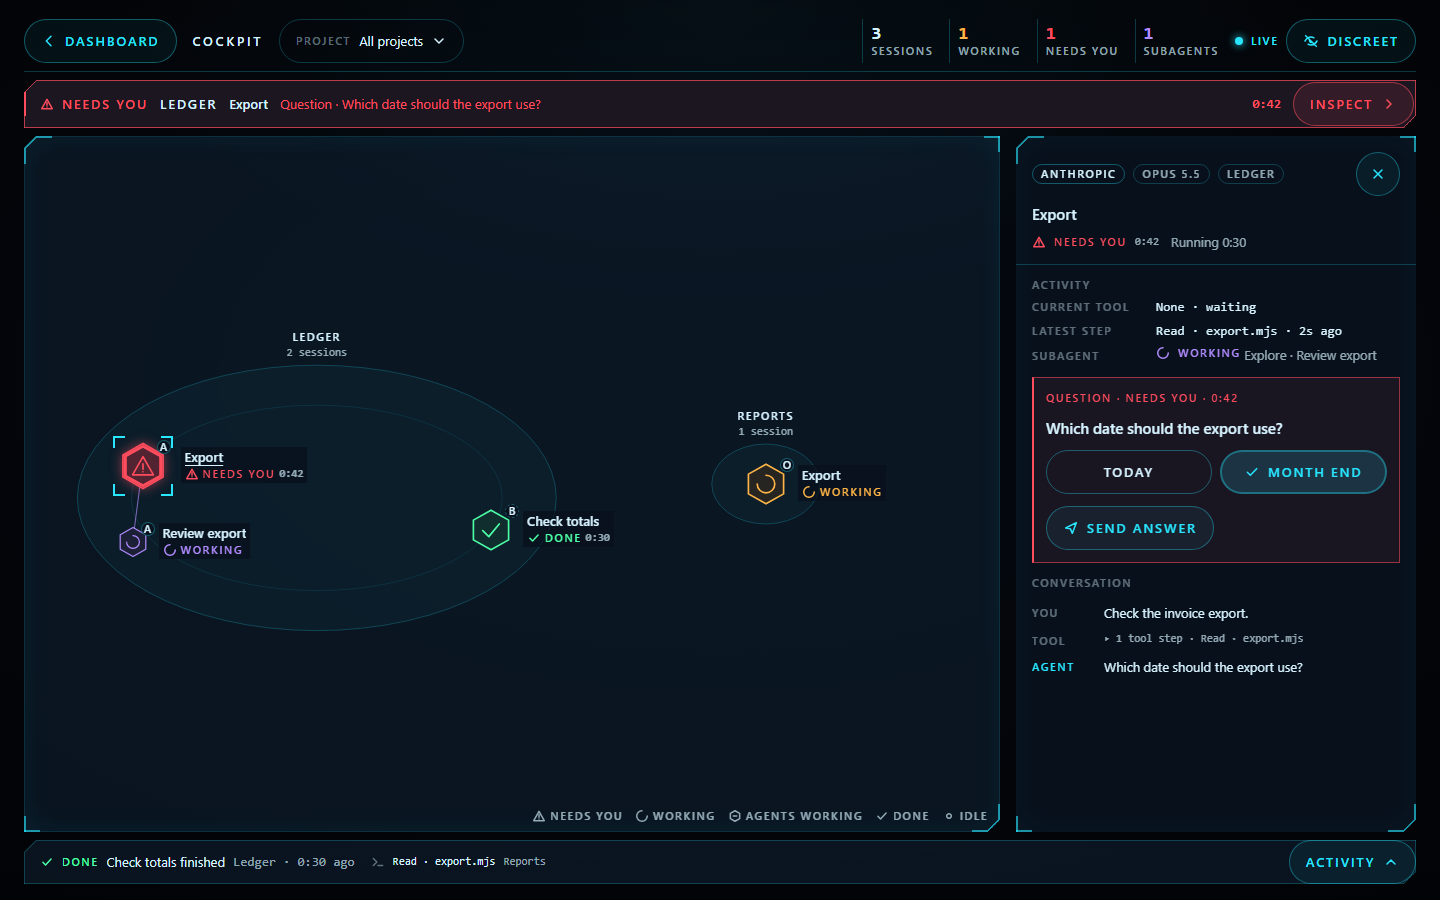 DASHBOARD COCKPIT PROJECT All projects
3 SESSIONS
1 WORKING
1 NEEDS YOU
1 SUBAGENTS
LIVE DISCREET
NEEDS YOU LEDGER Export Question · Which date should the export use? 0:42 INSPECT
LEDGER
2 sessions
A
Export
NEEDS YOU 0:42
A
Review export
WORKING
B
Check totals
DONE 0:30
REPORTS
1 session
O
Export
WORKING
NEEDS YOU WORKING AGENTS WORKING DONE IDLE
ANTHROPIC OPUS 5.5 LEDGER
Export
NEEDS YOU 0:42 Running 0:30
ACTIVITY
CURRENT TOOL None · waiting
LATEST STEP Read · export.mjs · 2s ago
SUBAGENT WORKING Explore · Review export
QUESTION · NEEDS YOU · 0:42
Which date should the export use?
TODAY MONTH END
SEND ANSWER
CONVERSATION
YOU Check the invoice export.
TOOL 1 tool step · Read · export.mjs
AGENT Which date should the export use?
DONE Check totals finished Ledger · 0:30 ago Read · export.mjs Reports ACTIVITY